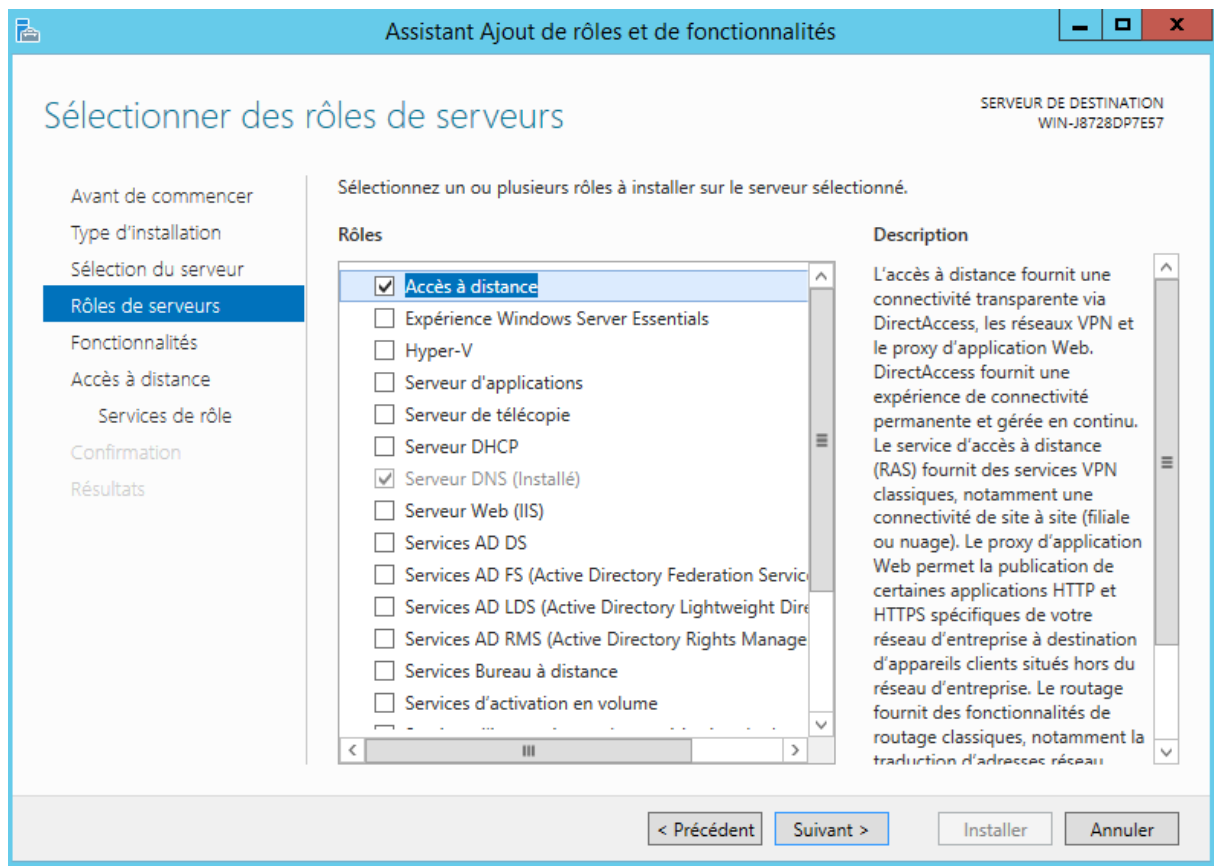 Assistant Ajout de rôles et de fonctionnalités
Sélectionner des rôles de serveurs
SERVEUR DE DESTINATION
WIN-J8728DP7E57
Avant de commencer
Type d'installation
Sélection du serveur
Rôles de serveurs
Fonctionnalités
Accès à distance
Services de rôle
Confirmation
Résultats
Sélectionnez un ou plusieurs rôles à installer sur le serveur sélectionné.
Rôles
Accès à distance
Expérience Windows Server Essentials
Hyper-V
Serveur d'applications
Serveur de télécopie
Serveur DHCP
Serveur DNS (Installé)
Serveur Web (IIS)
Services AD DS
Services AD FS (Active Directory Federation Servic
Services AD LDS (Active Directory Lightweight Dire
Services AD RMS (Active Directory Rights Manage
Services Bureau à distance
Services d'activation en volume
Description
L'accès à distance fournit une
connectivité transparente via
DirectAccess, les réseaux VPN et
le proxy d'application Web.
DirectAccess fournit une
expérience de connectivité
permanente et gérée en continu.
Le service d'accès à distance
(RAS) fournit des services VPN
classiques, notamment une
connectivité de site à site (filiale
ou nuage). Le proxy d'application
Web permet la publication de
certaines applications HTTP et
HTTPS spécifiques de votre
réseau d'entreprise à destination
d'appareils clients situés hors du
réseau d'entreprise. Le routage
fournit des fonctionnalités de
routage classiques, notamment la
traduction d'adresses réseau
< Précédent
Suivant >
Installer
Annuler